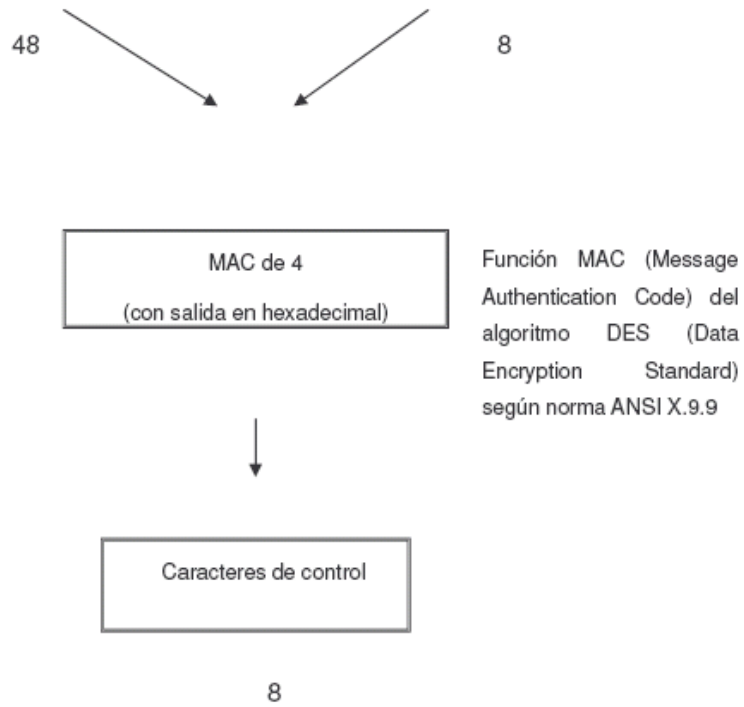 48
8
MAC de 4
(con salida en hexadecimal)
Función MAC (Message
Authentication Code) del
algoritmo DES (Data
Encryption Standard)
según norma ANSI X.9.9
Caracteres de control
8